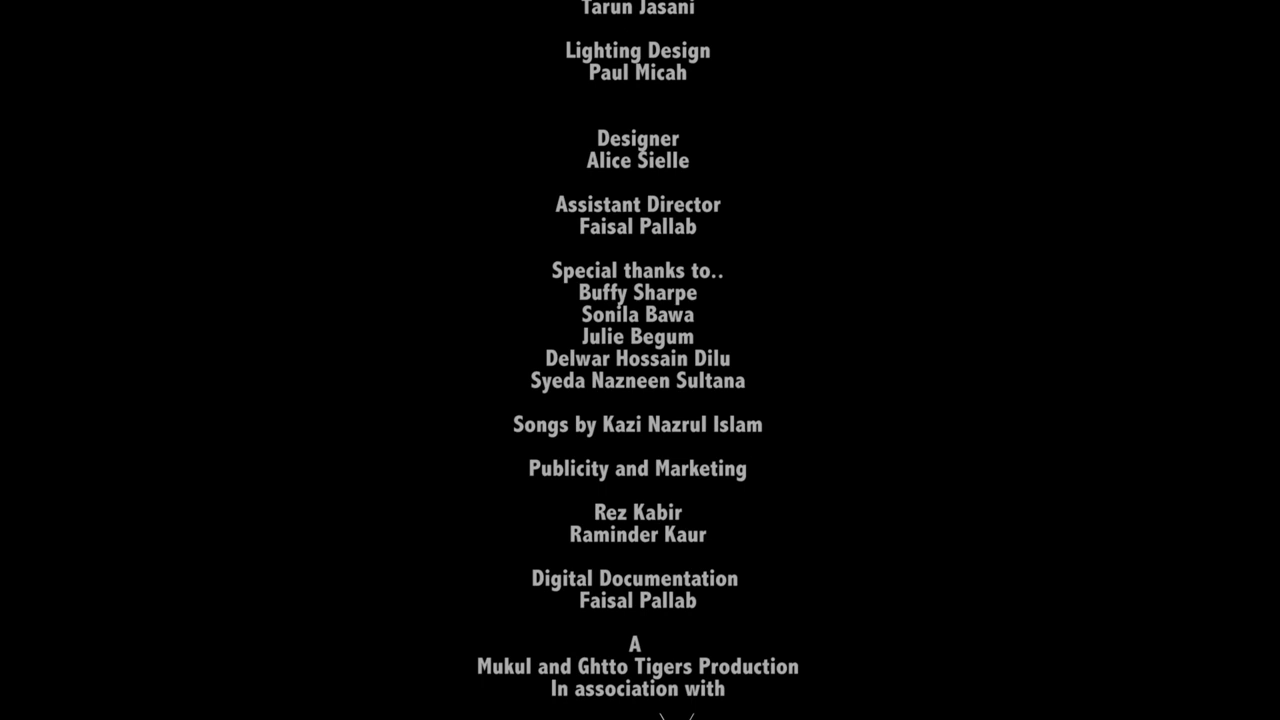 Tarun Jasani
Lighting Design
Paul Micah
Designer
Alice Sielle
Assistant Director
Faisal Pallab
Special thanks to..
Buffy Sharpe
Sonila Bawa
Julie Begum
Delwar Hossain Dilu
Syeda Nazneen Sultana
Songs by Kazi Nazrul Islam
Publicity and Marketing
Rez Kabir
Raminder Kaur
Digital Documentation
Faisal Pallab
A
Mukul and Ghtto Tigers Production
In association with